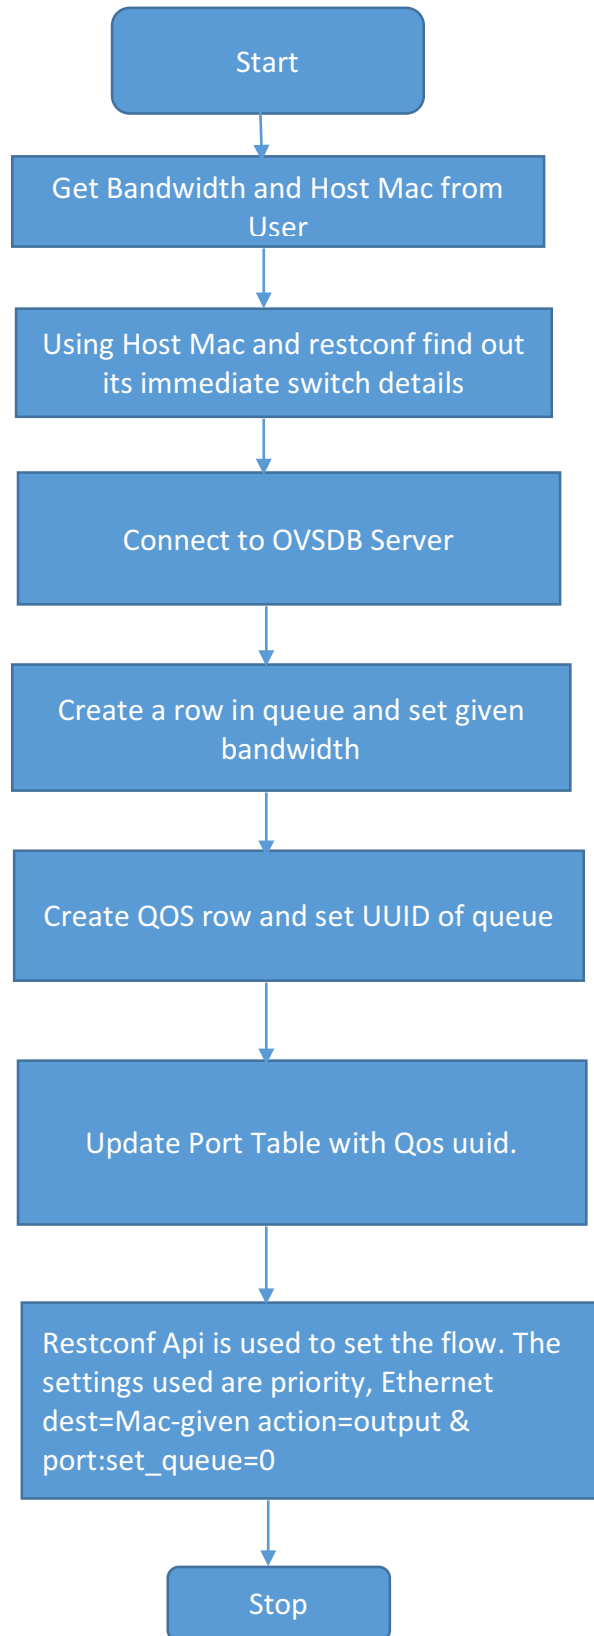 Start
Get Bandwidth and Host Mac from
User
Using Host Mac and restconf find out
its immediate switch details
Connect to OVSDB Server
Create a row in queue and set given
bandwidth
Create QOS row and set UUID of queue
Update Port Table with Qos uuid.
Restconf Api is used to set the flow. The
settings used are priority, Ethernet
dest=Mac-given action=output &
port:set_queue=0
Stop